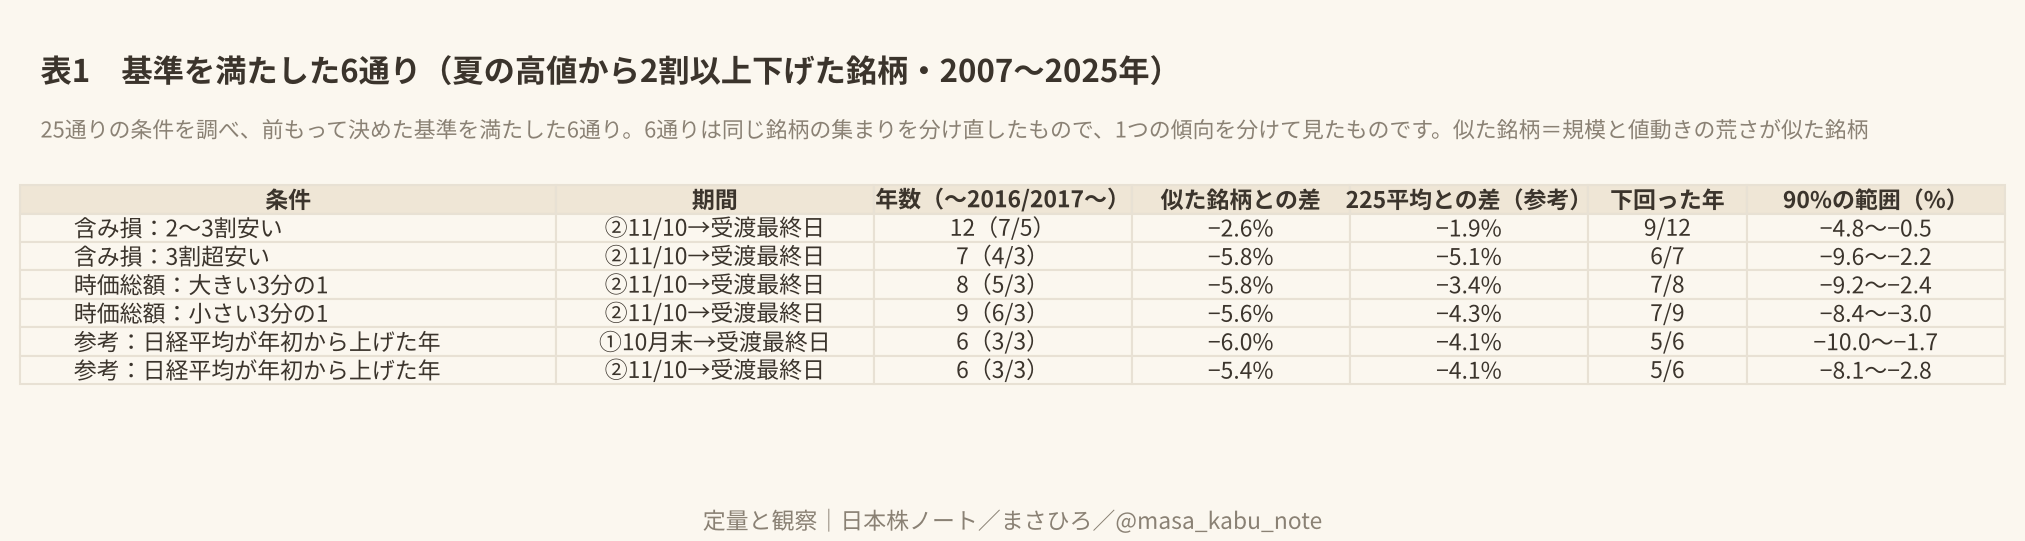 表1　基準を満たした6通り（夏の高値から2割以上下げた銘柄・2007〜2025年）
25通りの条件を調べ、前もって決めた基準を満たした6通り。6通りは同じ銘柄の集まりを分け直したもので、1つの傾向を分けて見たものです。似た銘柄＝規模と値動きの荒さが似た銘柄
条件 期間 年数（〜2016/2017〜） 似た銘柄との差 225平均との差（参考） 下回った年 90%の範囲（%）
含み損：2〜3割安い ②11/10→受渡最終日 12（7/5） −2.6% −1.9% 9/12 −4.8〜−0.5
含み損：3割超安い ②11/10→受渡最終日 7（4/3） −5.8% −5.1% 6/7 −9.6〜−2.2
時価総額：大きい3分の1 ②11/10→受渡最終日 8（5/3） −5.8% −3.4% 7/8 −9.2〜−2.4
時価総額：小さい3分の1 ②11/10→受渡最終日 9（6/3） −5.6% −4.3% 7/9 −8.4〜−3.0
参考：日経平均が年初から上げた年 ①10月末→受渡最終日 6（3/3） −6.0% −4.1% 5/6 −10.0〜−1.7
参考：日経平均が年初から上げた年 ②11/10→受渡最終日 6（3/3） −5.4% −4.1% 5/6 −8.1〜−2.8
定量と観察｜日本株ノート／まさひろ／@masa_kabu_note